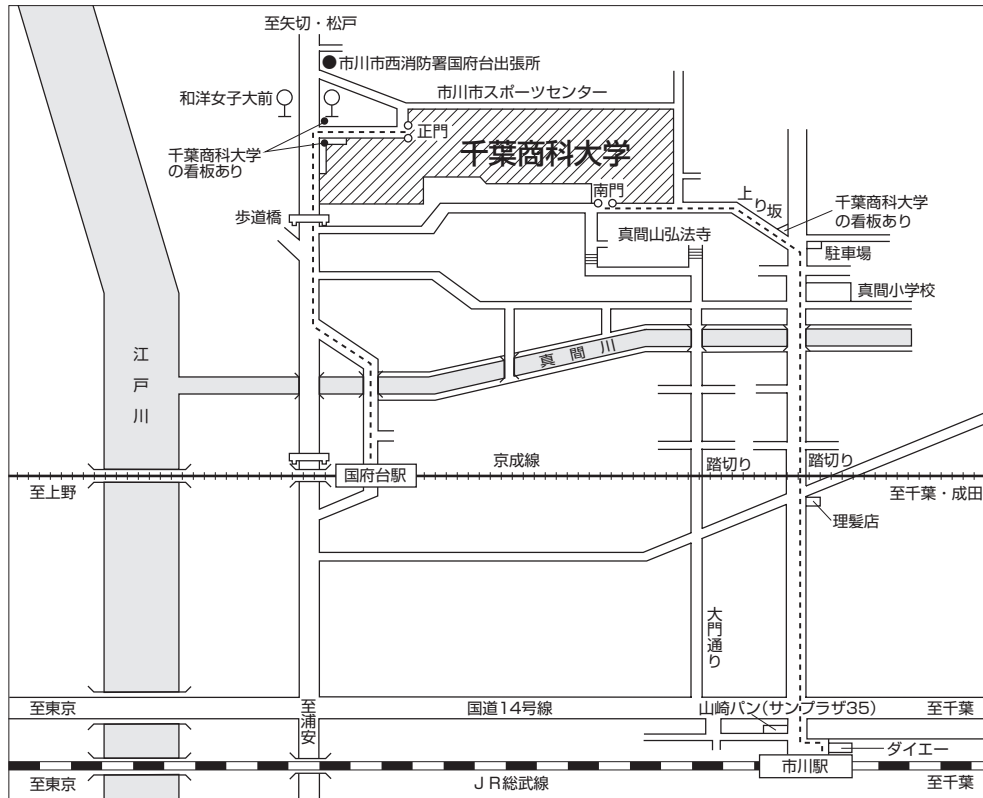 至矢切・松戸
市川市西消防署国府台出張所
和洋女子大前
市川市スポーツセンター
正門
千葉商科大学
の看板あり
千葉商科大学
南門
上り坂
千葉商科大学
の看板あり
歩道橋
真間山弘法寺
駐車場
真間小学校
江戸川
真間川
京成線
国府台駅
踏切り
踏切り
至上野
至千葉・成田
理髪店
大門通り
至東京
至浦安
国道14号線
山崎パン(サンプラザ35)
至千葉
ダイエー
市川駅
至東京
JR総武線
至千葉